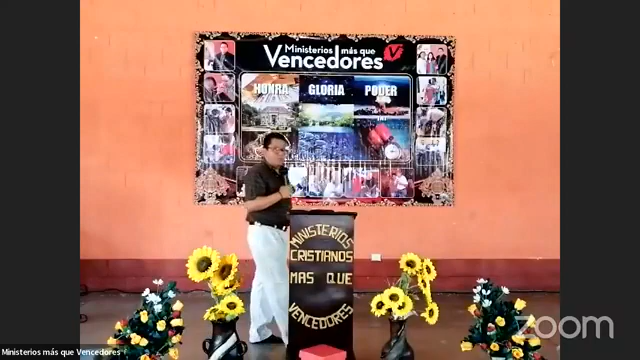 Ministerios más que
Vencedores
HONRA GLORIA PODER
MINISTERIOS
CRISTIANOS
MAS QUE
VENCEDORES
Ministerios más que Vencedores
zoom